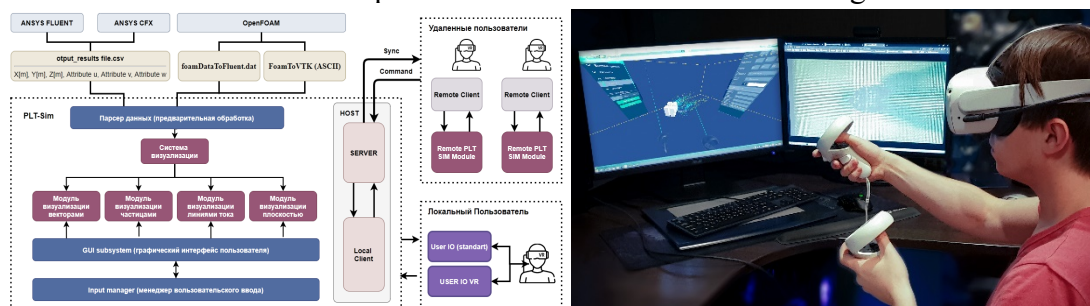 ANSYS FLUENT
ANSYS CFX
OpenFOAM
otput_results file.csv
X[m], Y[m], Z[m], Attribute u, Attribute v, Attribute w
foamDataToFluent.dat
FoamToVTK (ASCII)
PLT-Sim
Парсер данных (предварительная обработка)
Система
визуализации
Модуль
визуализации
векторами
Модуль
визуализации
частицами
Модуль
визуализации
линиями тока
Модуль
визуализации
плоскостью
GUI subsystem (графический интерфейс пользователя)
Input manager (менеджер вользовательского ввода)
HOST
SERVER
Local
Client
Sync
Command
Удаленные пользователи
VR
VR
Remote Client
Remote Client
Remote PLT
SIM Module
Remote PLT
SIM Module
Локальный Пользователь
User IO (standart)
USER IO VR
VR